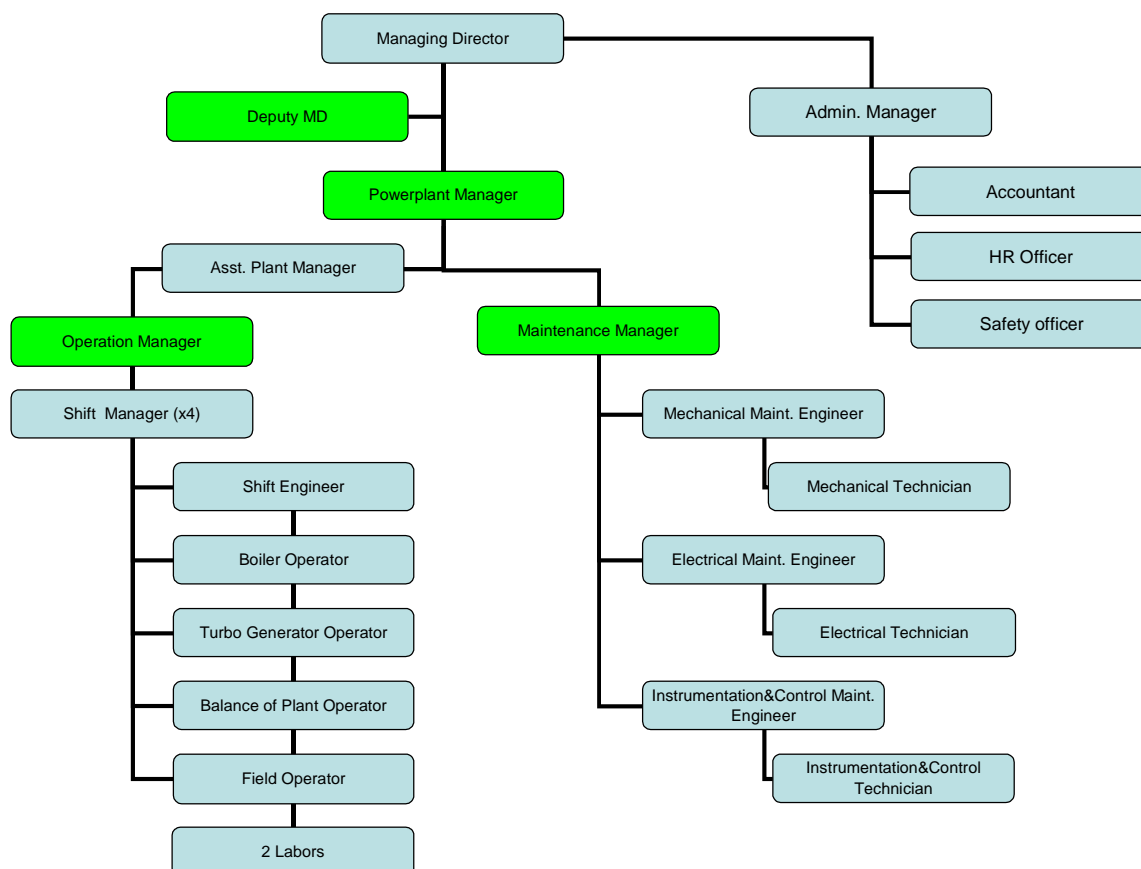 Managing Director
Deputy MD
Admin. Manager
Powerplant Manager
Accountant
Asst. Plant Manager
HR Officer
Safety officer
Operation Manager
Maintenance Manager
Shift  Manager (x4)
Mechanical Maint. Engineer
Shift Engineer
Mechanical Technician
Boiler Operator
Electrical Maint. Engineer
Turbo Generator Operator
Electrical Technician
Balance of Plant Operator
Instrumentation&Control Maint.
Engineer
Field Operator
Instrumentation&Control
Technician
2 Labors